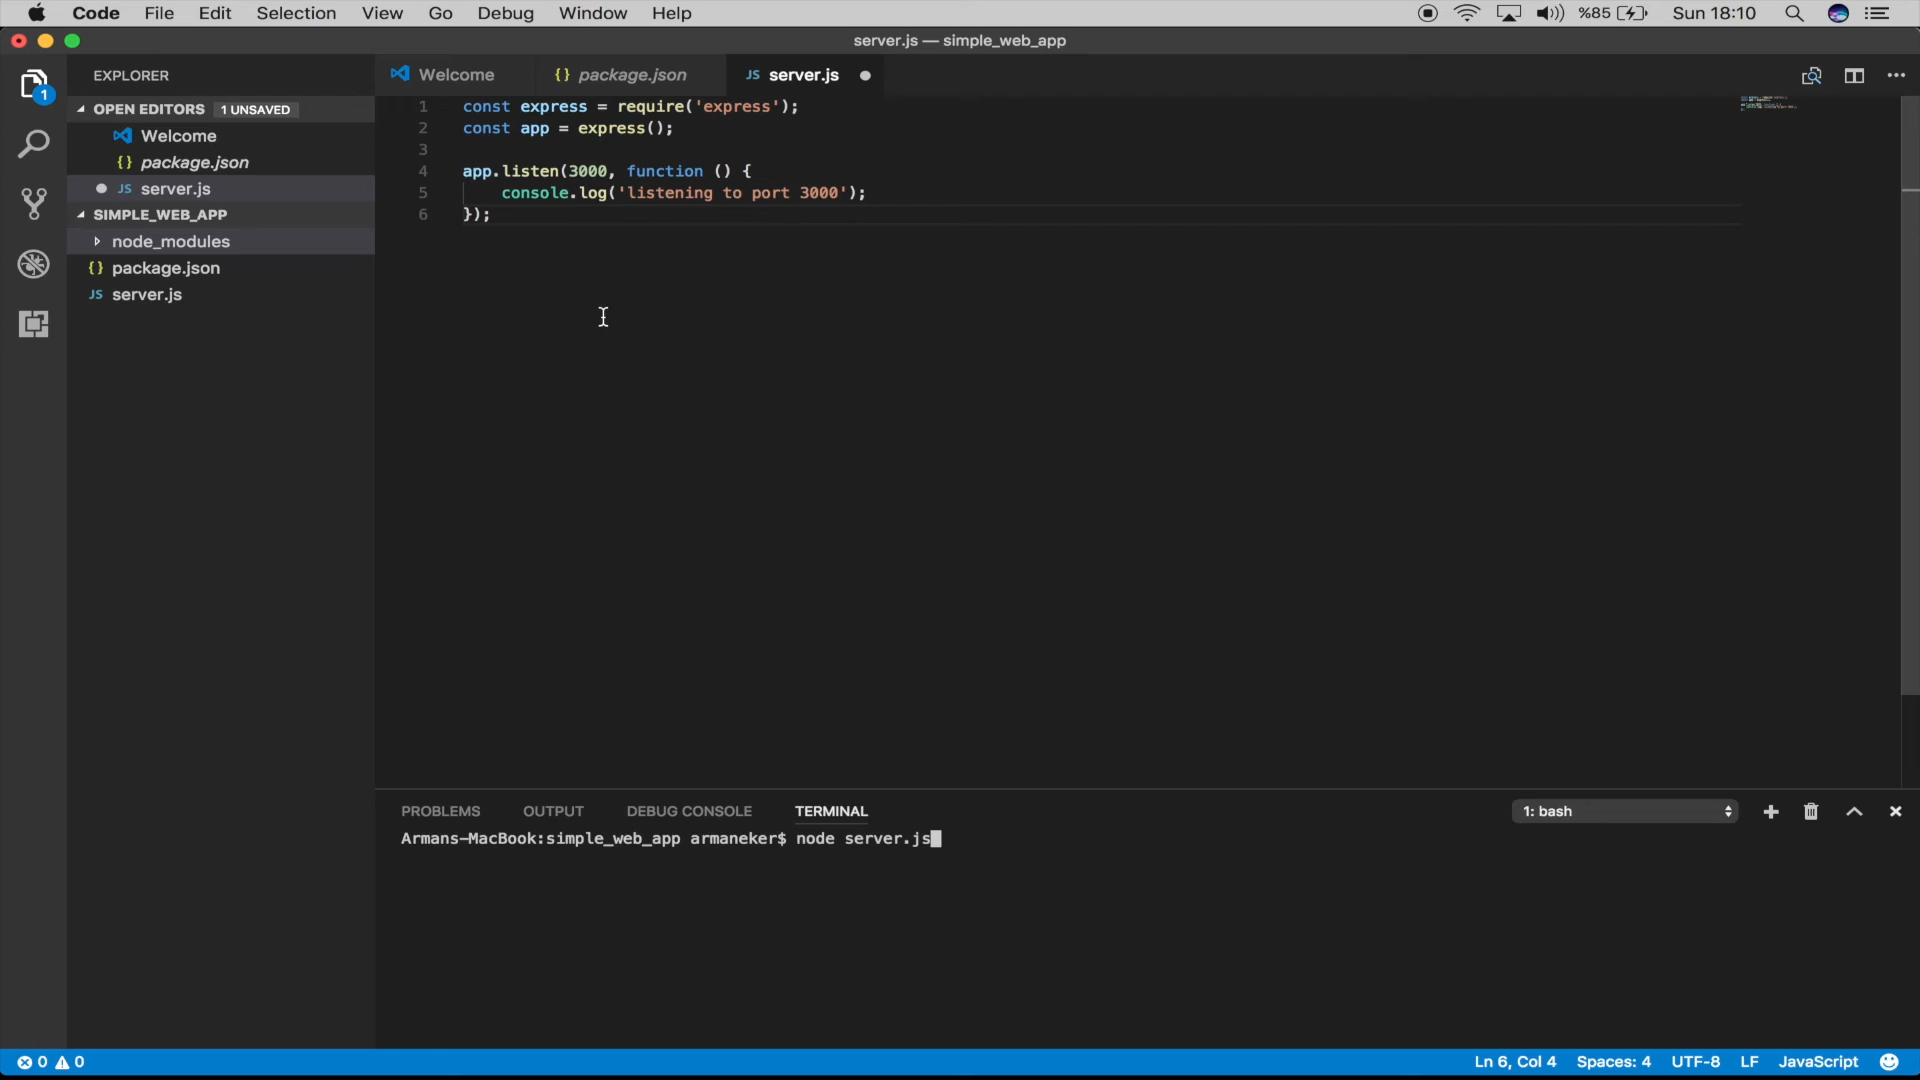 Code File Edit Selection View Go Debug Window Help %85 Sun 18:10
server.js — simple_web_app
EXPLORER
1
OPEN EDITORS 1 UNSAVED
Welcome
{} package.json
JS server.js
SIMPLE_WEB_APP
node_modules
{} package.json
JS server.js
Welcome {} package.json JS server.js
1 const express = require('express');
2 const app = express();
3
4 app.listen(3000, function () {
5 console.log('listening to port 3000');
6 });
PROBLEMS OUTPUT DEBUG CONSOLE TERMINAL 1: bash
Armans-MacBook:simple_web_app armaneker$ node server.js
0 0 Ln 6, Col 4 Spaces: 4 UTF-8 LF JavaScript